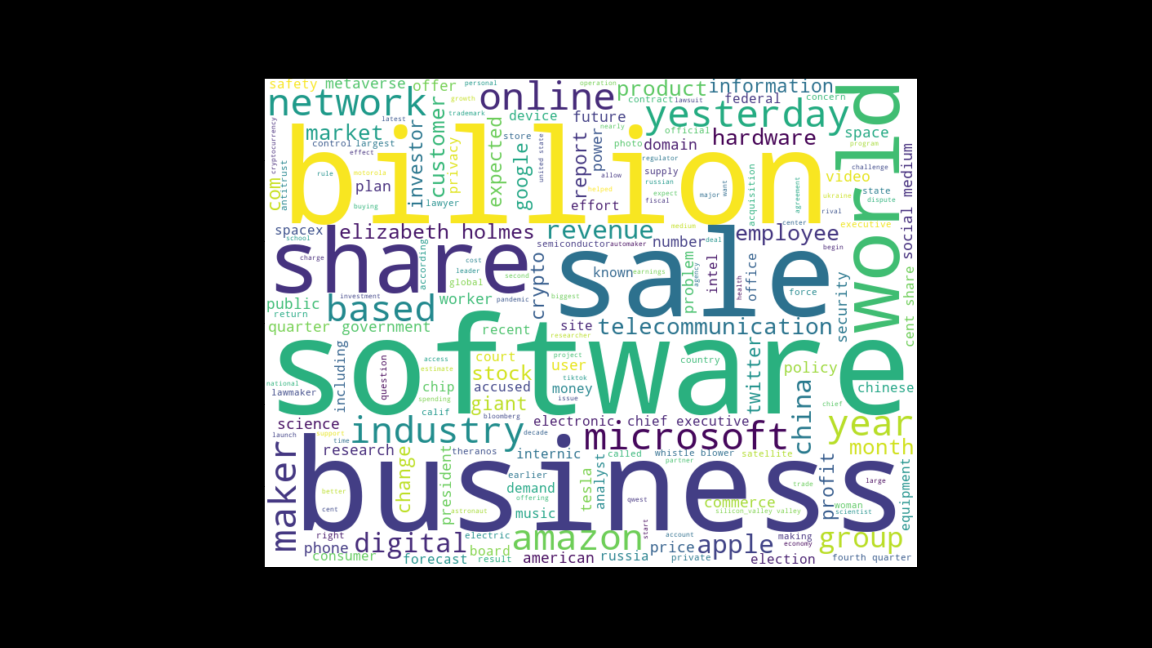 safety metaverse offer personal operation product information
network online contract lawsuit federal concern
latest growth trademark device future yesterday world
market customer store nearly official hardware space
control largest investor privacy expected google report power photo domain program
cryptocurrency effect billion united state regulator challenge
antitrust rule motorola allow supply russian acquisition video social medium
com plan helped expect major want agreement state
buying lawyer effort fiscal ukraine dispute
rival
spacex elizabeth holmes revenue medium center executive
school share semiconductor automaker number deal employee begin
charge according cost crypto sale known earnings problem agency intel health office
leader global second force security
public investment worker pandemic biggest cent share
return based
quarter government recent site telecommunication
researcher
software
including question access court project country twitter policy
national estimate stock user tiktok chinese
lawmaker chip accused money
spending giant issue chief
calif bloomberg
science industry electronic chief executive china year
launch support decade microsoft
time
maker research theranos internic called whistle blower satellite month
change president partner profit equipment
business earlier tesla analyst trade large
better demand offering qwest commerce woman
cent astronaut music silicon_valley valley scientist
right electric amazon start account making group
phone digital board price apple economy
consumer forecast result american russia private election fourth quarter